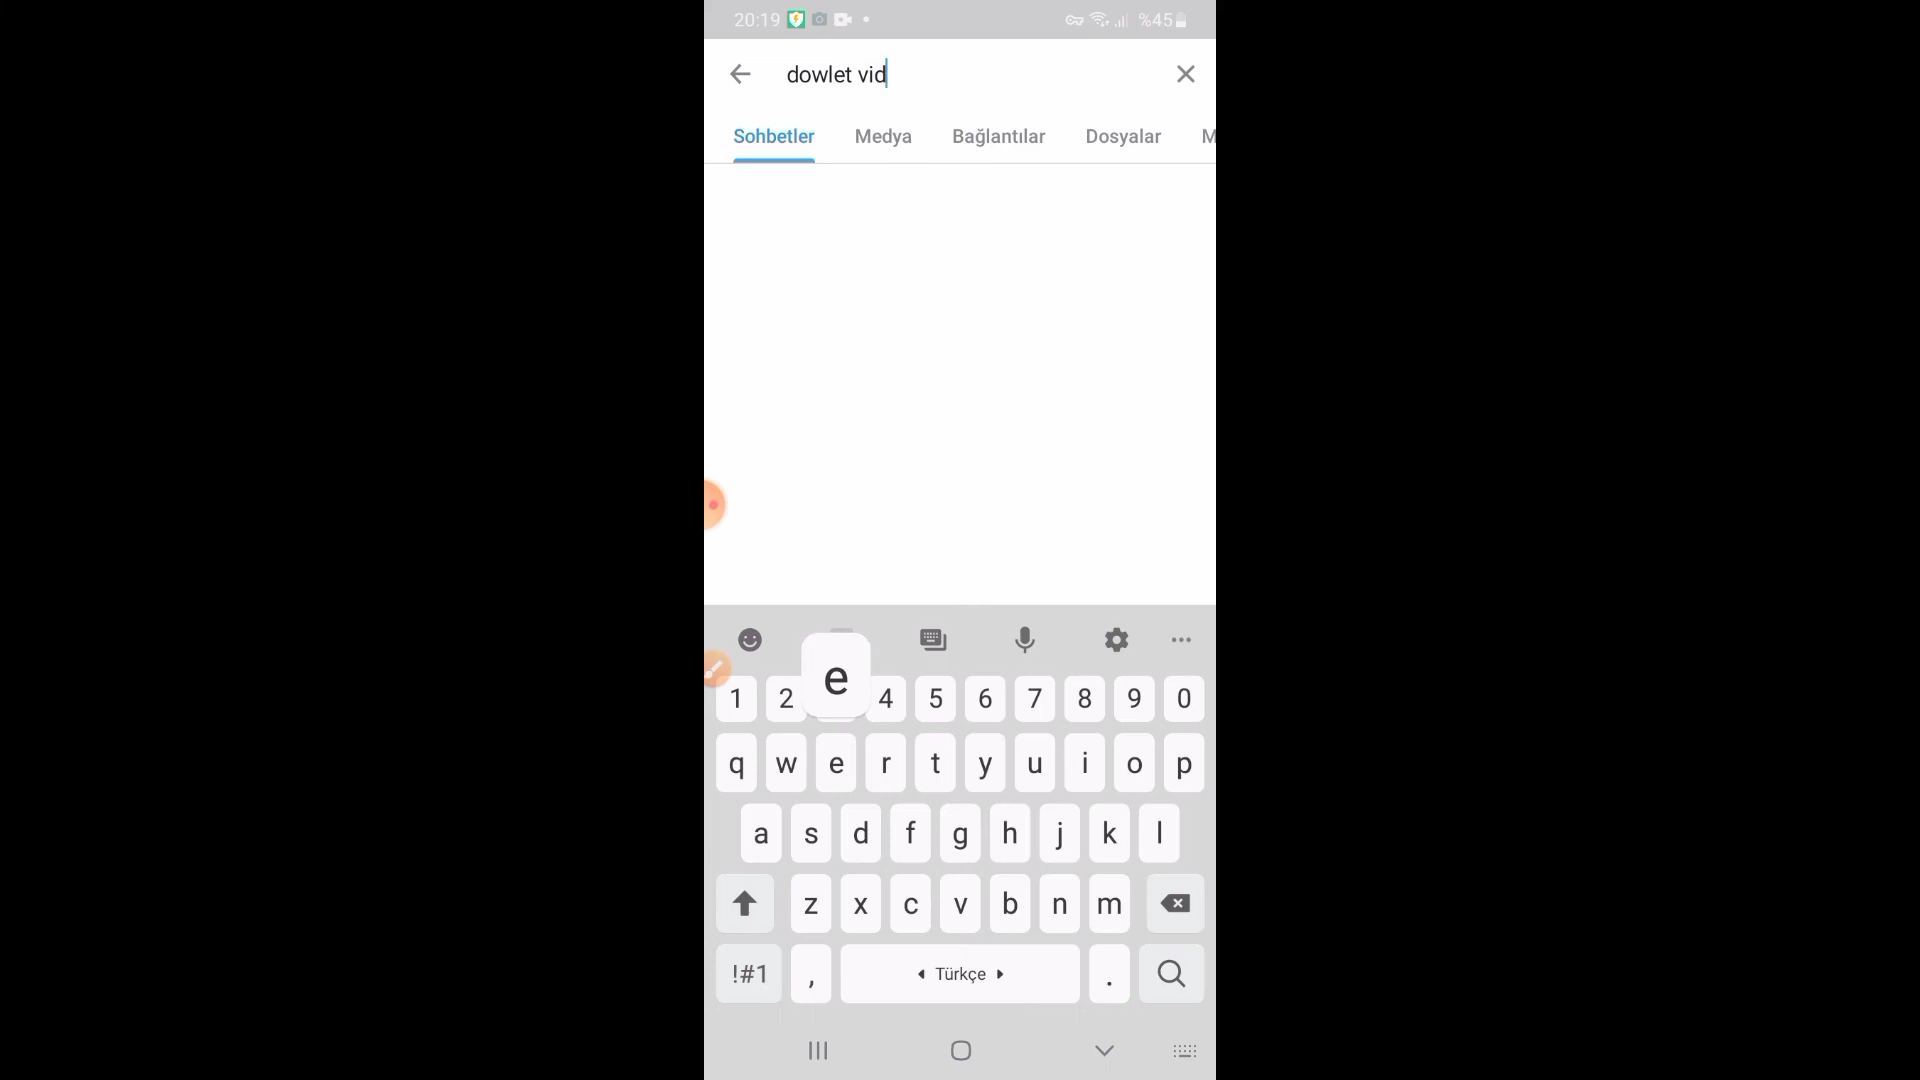 20:19 %45
dowlet vid
Sohbetler Medya Bağlantılar Dosyalar M
e
1 2 4 5 6 7 8 9 0
q w e r t y u i o p
a s d f g h j k l
z x c v b n m
!#1 , Türkçe .